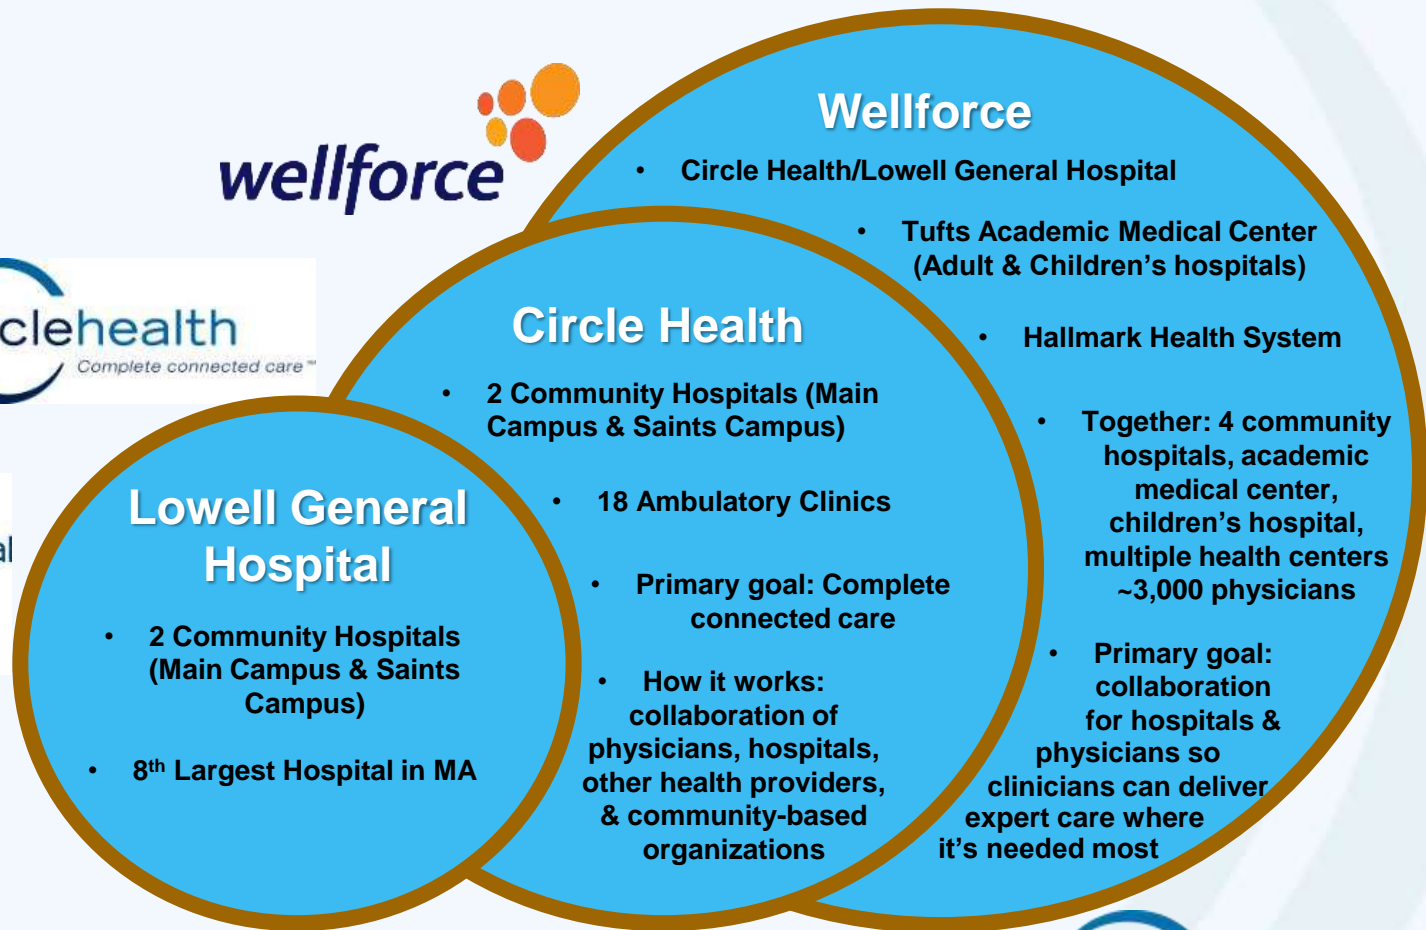 wellforce
Wellforce
• Circle Health/Lowell General Hospital
• Tufts Academic Medical Center
(Adult & Children's hospitals)
• Hallmark Health System
• Together: 4 community
hospitals, academic
medical center,
children's hospital,
multiple health centers
~3,000 physicians
• Primary goal:
collaboration
for hospitals &
physicians so
clinicians can deliver
expert care where
it's needed most
clehealth
Complete connected care℠
Circle Health
• 2 Community Hospitals (Main
Campus & Saints Campus)
• 18 Ambulatory Clinics
• Primary goal: Complete
connected care
• How it works:
collaboration of
physicians, hospitals,
other health providers,
& community-based
organizations
al
Lowell General
Hospital
• 2 Community Hospitals
(Main Campus & Saints
Campus)
• 8th Largest Hospital in MA